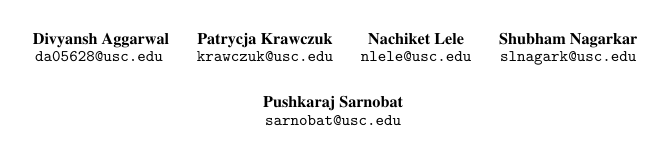 Divyansh Aggarwal Patrycja Krawczuk Nachiket Lele Shubham Nagarkar
da05628@usc.edu krawczuk@usc.edu nlele@usc.edu slnagark@usc.edu
Pushkaraj Sarnobat
sarnobat@usc.edu